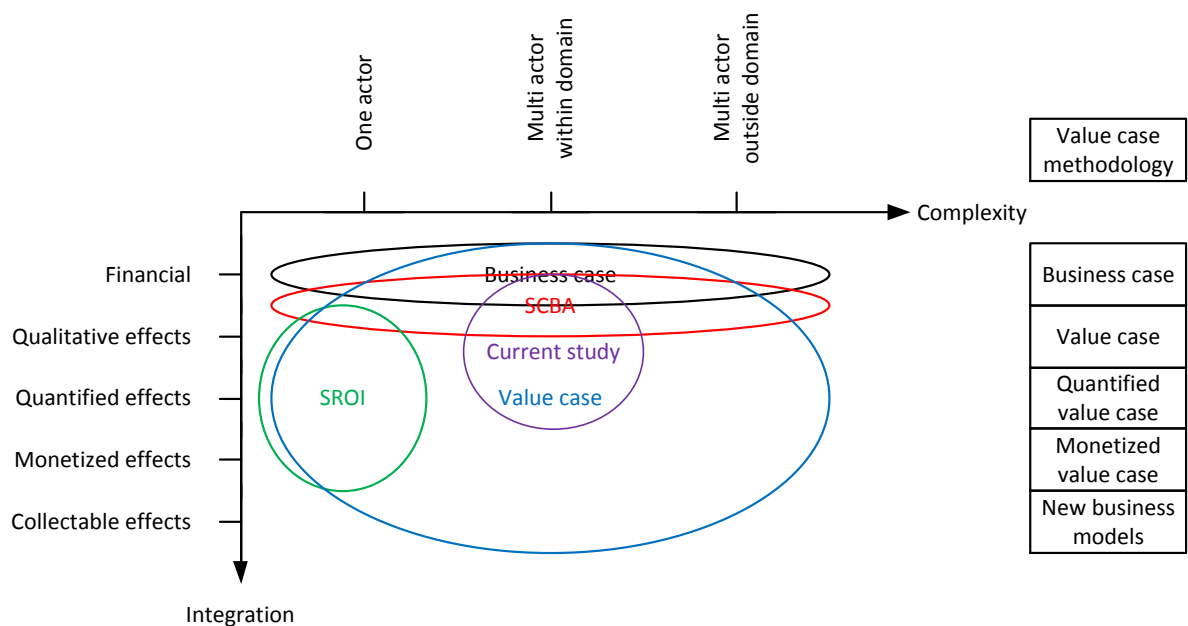 One actor
Multi actor
within domain
Multi actor
outside domain
Value case
methodology
Complexity
Financial
Business case
Business case
SCBA
Qualitative effects
Current study
Value case
Quantified effects
SROI
Value case
Quantified
value case
Monetized effects
Monetized
value case
Collectable effects
New business
models
Integration